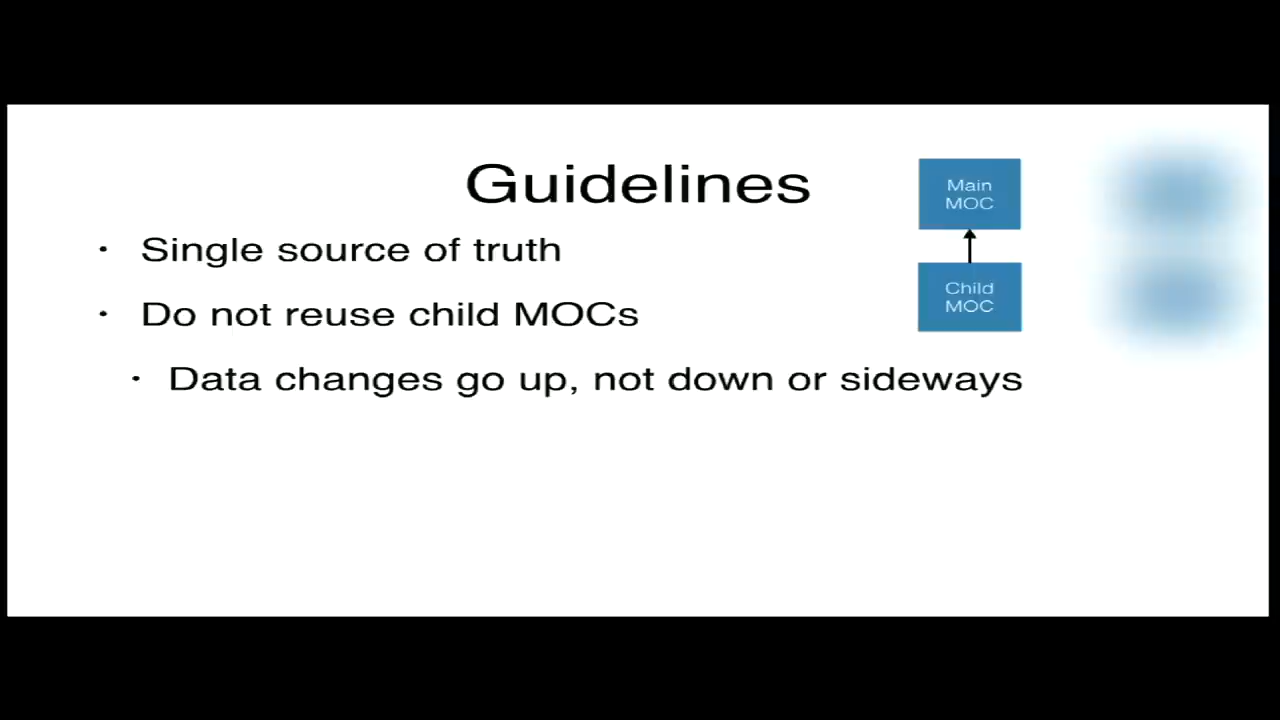 Guidelines
• Single source of truth
• Do not reuse child MOCs
• Data changes go up, not down or sideways
Main
MOC
Child
MOC